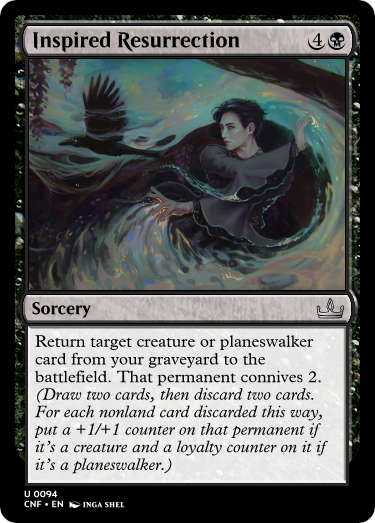 Inspired Resurrection 4
Sorcery
Return target creature or planeswalker
card from your graveyard to the
battlefield. That permanent connives 2.
(Draw two cards, then discard two cards.
For each nonland card discarded this way,
put a +1/+1 counter on that permanent if
it's a creature and a loyalty counter on it if
it's a planeswalker.)
U 0094
CNF • EN INGA SHEL